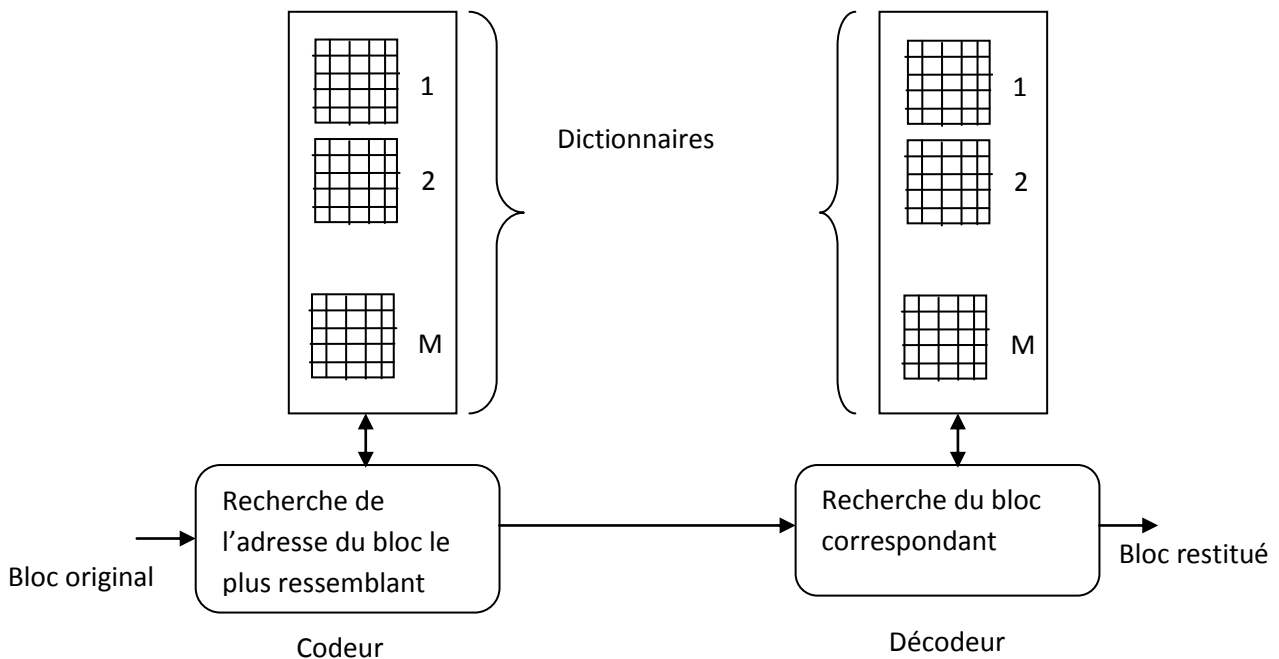 1
1
Dictionnaires
2
2
M
M
Recherche de
l’adresse du bloc le
plus ressemblant
Recherche du bloc
correspondant
Bloc original
Bloc restitué
Codeur
Décodeur